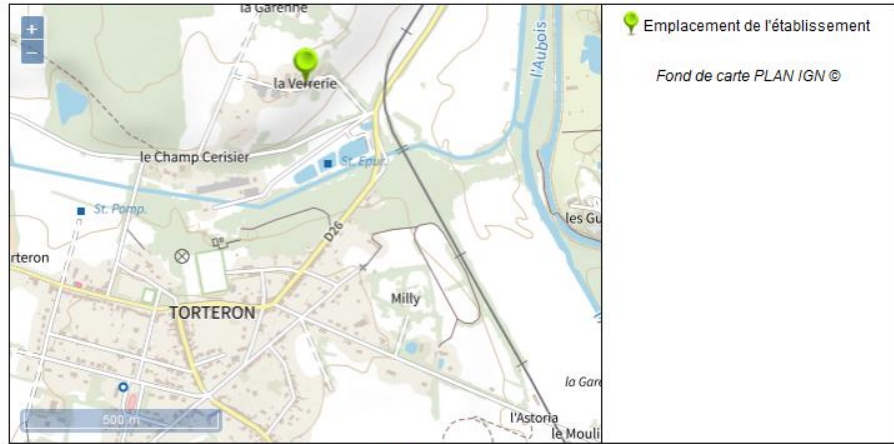 la Garenne
+
−
la Verrerie
l'Aubois
le Champ Cerisier
St. Epur.
St. Pomp.
les Gu
D26
rteron
Milly
TORTERON
la Gare
500 m
l'Astoria
le Mouli
Emplacement de l'établissement
Fond de carte PLAN IGN ©